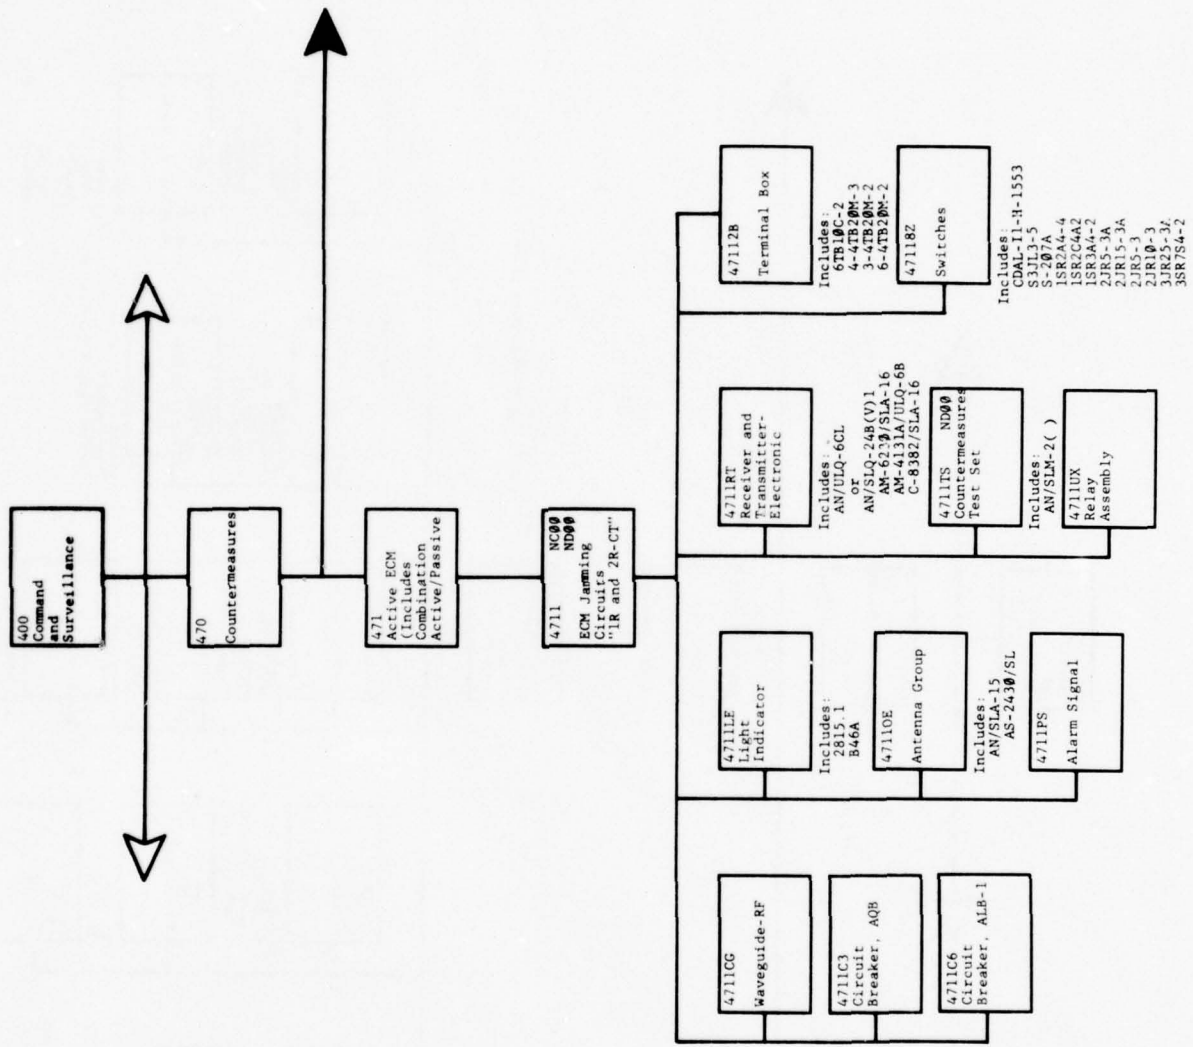 400
Command
and
Surveillance
470
Countermeasures
471
Active ECM
(Includes
Combination
Active/Passive
4711 NC00
ND00
ECM Jamming
Circuits
"1R and 2R-CT"
4711CG
Waveguide-RF
4711C3
Circuit
Breaker, AQB
4711C6
Circuit
Breaker, ALB-1
4711LE
Light
Indicator
Includes:
2815.1
B46A
4711OE
Antenna Group
Includes:
AN/SLA-15
AS-2430/SL
4711PS
Alarm Signal
4711RT
Receiver and
Transmitter-
Electronic
Includes:
AN/ULQ-6CL
or
AN/SLQ-24B(V)1
AM-6230/SLA-16
AM-4131A/ULQ-6B
C-8382/SLA-16
4711TS ND00
Countermeasures
Test Set
Includes:
AN/SLM-2( )
4711UX
Relay
Assembly
47112B
Terminal Box
Includes:
6TB10C-2
4-4TB20M-3
3-4TB20M-2
6-4TB20M-2
47118Z
Switches
Includes:
CDAL-I1-M-1553
S3JL3-5
S-207A
1SR2A4-4
1SR2C4A2
1SR3A4-2
2JR5-3A
2JR15-3A
2JR5-3
2JR10-3
3JR25-3A
3SR7S4-2